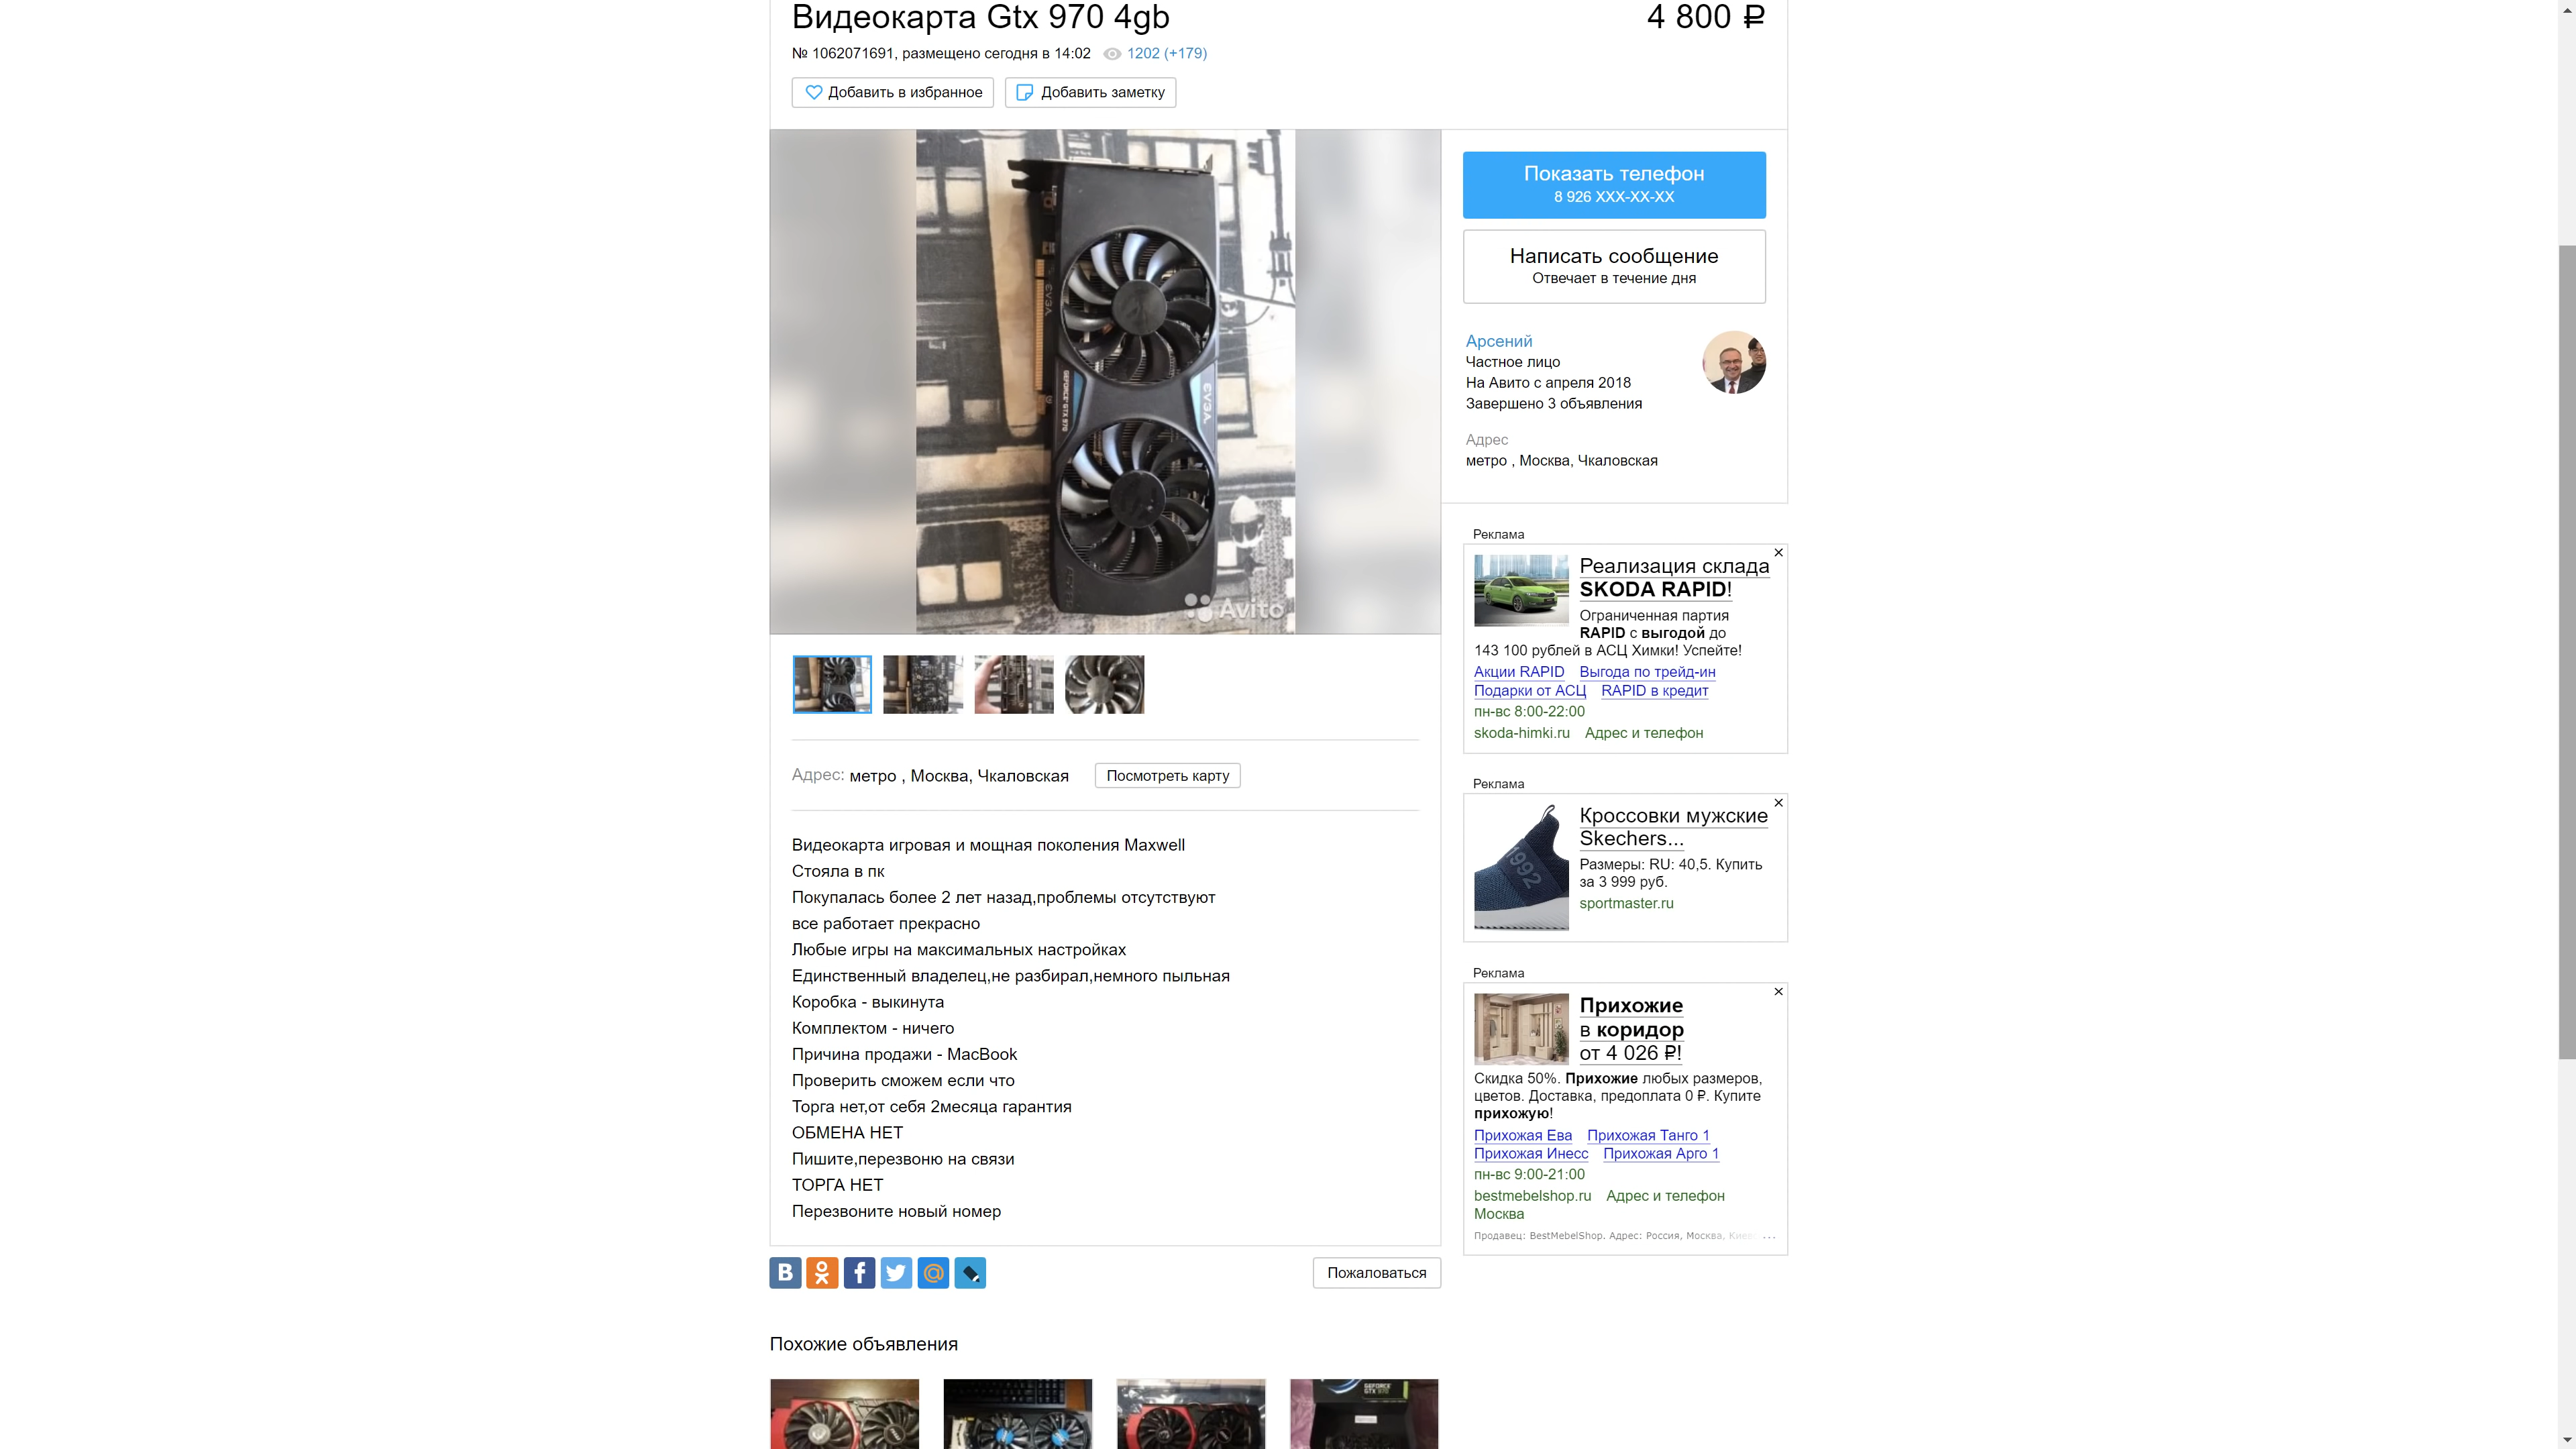 Видеокарта Gtx 970 4gb
4 800 ₽
№ 1062071691, размещено сегодня в 14:02 1202 (+179)
Добавить в избранное
Добавить заметку
EVGA
GEFORCE GTX 970
EVGA
Avito
Показать телефон
8 926 XXX-XX-XX
Написать сообщение
Отвечает в течение дня
Арсений
Частное лицо
На Авито с апреля 2018
Завершено 3 объявления
Адрес
метро , Москва, Чкаловская
Адрес: метро , Москва, Чкаловская
Посмотреть карту
Видеокарта игровая и мощная поколения Maxwell
Стояла в пк
Покупалась более 2 лет назад,проблемы отсутствуют
все работает прекрасно
Любые игры на максимальных настройках
Единственный владелец,не разбирал,немного пыльная
Коробка - выкинута
Комплектом - ничего
Причина продажи - MacBook
Проверить сможем если что
Торга нет,от себя 2месяца гарантия
ОБМЕНА НЕТ
Пишите,перезвоню на связи
ТОРГА НЕТ
Перезвоните новый номер
Пожаловаться
Похожие объявления
GEFORCE
GTX 970
Реклама
Реализация склада
SKODA RAPID!
Ограниченная партия
RAPID с выгодой до
143 100 рублей в АСЦ Химки! Успейте!
Акции RAPID Выгода по трейд-ин
Подарки от АСЦ RAPID в кредит
пн-вс 8:00-22:00
skoda-himki.ru Адрес и телефон
Реклама
1992
Кроссовки мужские
Skechers...
Размеры: RU: 40,5. Купить
за 3 999 руб.
sportmaster.ru
Реклама
Прихожие
в коридор
от 4 026 ₽!
Скидка 50%. Прихожие любых размеров,
цветов. Доставка, предоплата 0 ₽. Купите
прихожую!
Прихожая Ева Прихожая Танго 1
Прихожая Инесс Прихожая Арго 1
пн-вс 9:00-21:00
bestmebelshop.ru Адрес и телефон
Москва
Продавец: BestMebelShop. Адрес: Россия, Москва, Киев ...